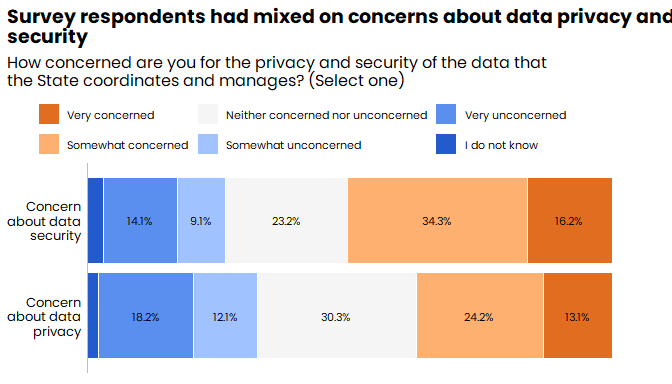 Survey respondents had mixed on concerns about data privacy and
security
How concerned are you for the privacy and security of the data that
the State coordinates and manages? (Select one)
Very concerned Neither concerned nor unconcerned Very unconcerned
Somewhat concerned Somewhat unconcerned I do not know
Concern
about data
security
14.1% 9.1% 23.2% 34.3% 16.2%
Concern
about data
privacy
18.2% 12.1% 30.3% 24.2% 13.1%